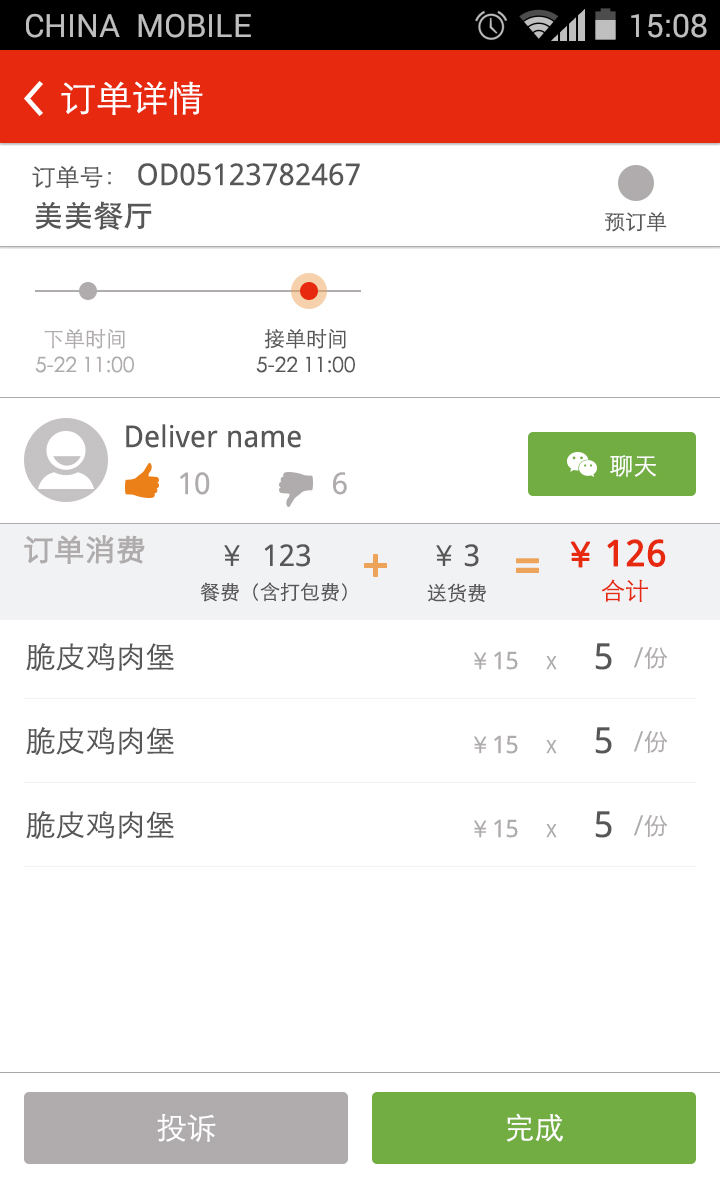 CHINA MOBILE 15:08
订单详情
订单号： OD05123782467
美美餐厅
预订单
下单时间 接单时间
5-22 11:00 5-22 11:00
Deliver name
10 6
聊天
订单消费 ￥ 123 + ￥ 3 = ￥ 126
餐费（含打包费） 送货费 合计
脆皮鸡肉堡 ￥15 x 5 /份
脆皮鸡肉堡 ￥15 x 5 /份
脆皮鸡肉堡 ￥15 x 5 /份
投诉 完成